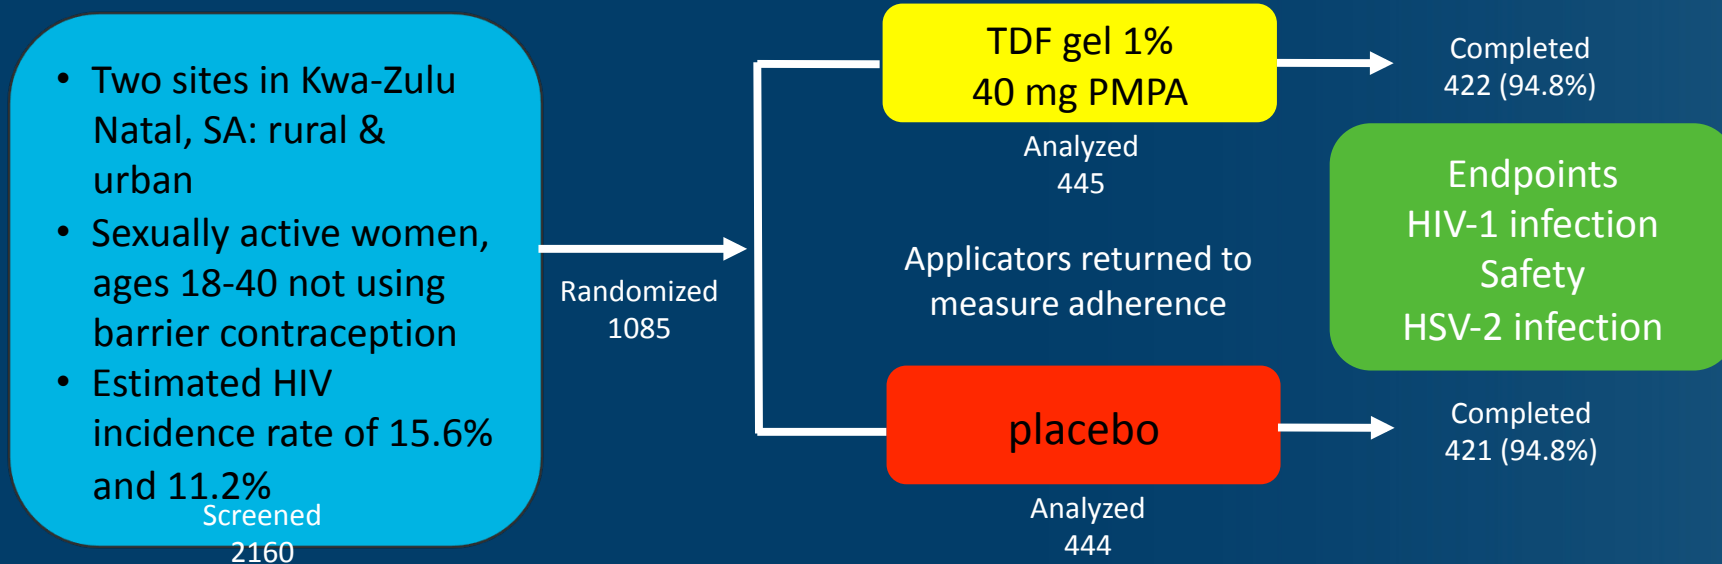 • Two sites in Kwa-Zulu
Natal, SA: rural &
urban
• Sexually active women,
ages 18-40 not using
barrier contraception
• Estimated HIV
incidence rate of 15.6%
and 11.2%
Screened
2160
Randomized
1085
TDF gel 1%
40 mg PMPA
Analyzed
445
Applicators returned to
measure adherence
placebo
Analyzed
444
Completed
422 (94.8%)
Endpoints
HIV-1 infection
Safety
HSV-2 infection
Completed
421 (94.8%)